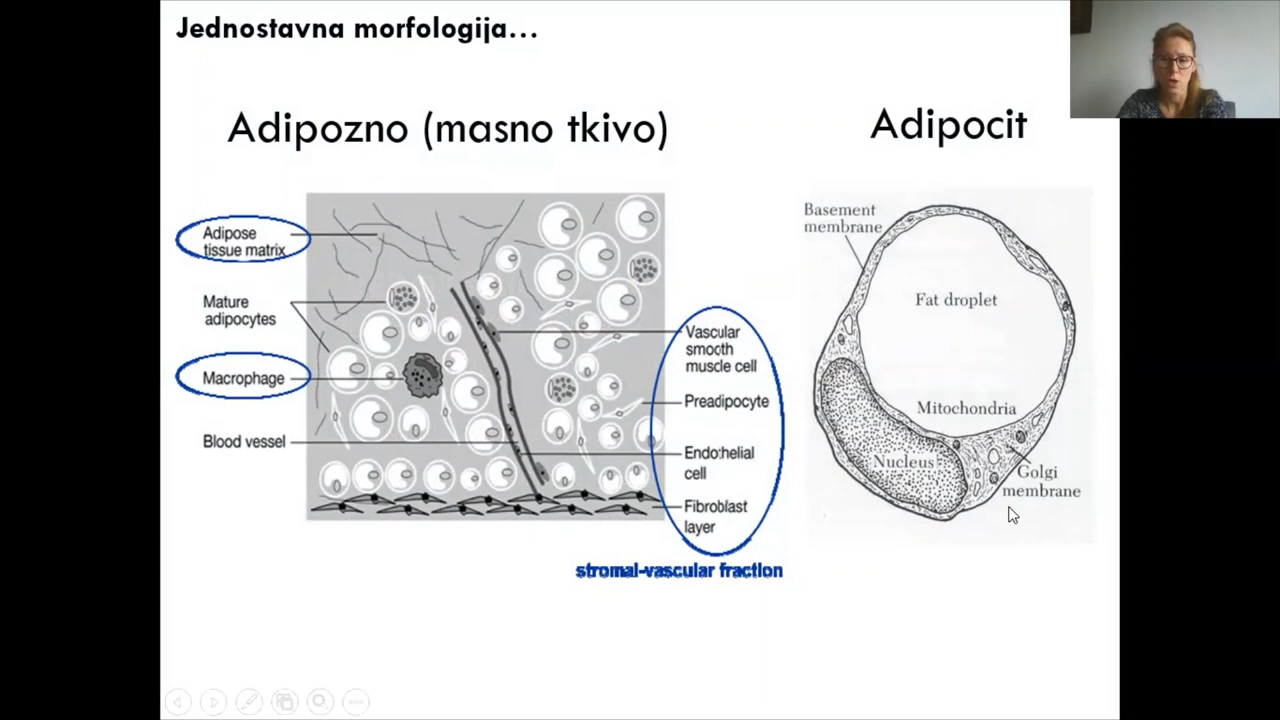 Jednostavna morfologija...
Adipozno (masno tkivo)
Adipocit
Adipose
tissue matrix
Mature
adipocytes
Macrophage
Blood vessel
Vascular
smooth
muscle cell
Preadipocyte
Endothelial
cell
Fibroblast
layer
stromal-vascular fraction
Basement
membrane
Fat droplet
Mitochondria
Nucleus
Golgi
membrane